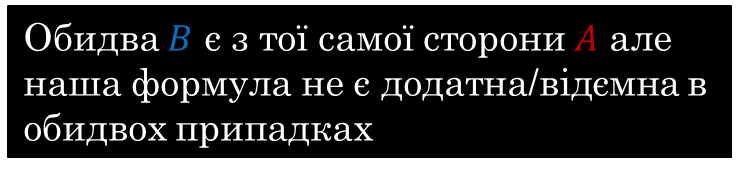 Обидва B є з тої самої сторони A але
наша формула не є додатна/відємна в
обидвох припадках